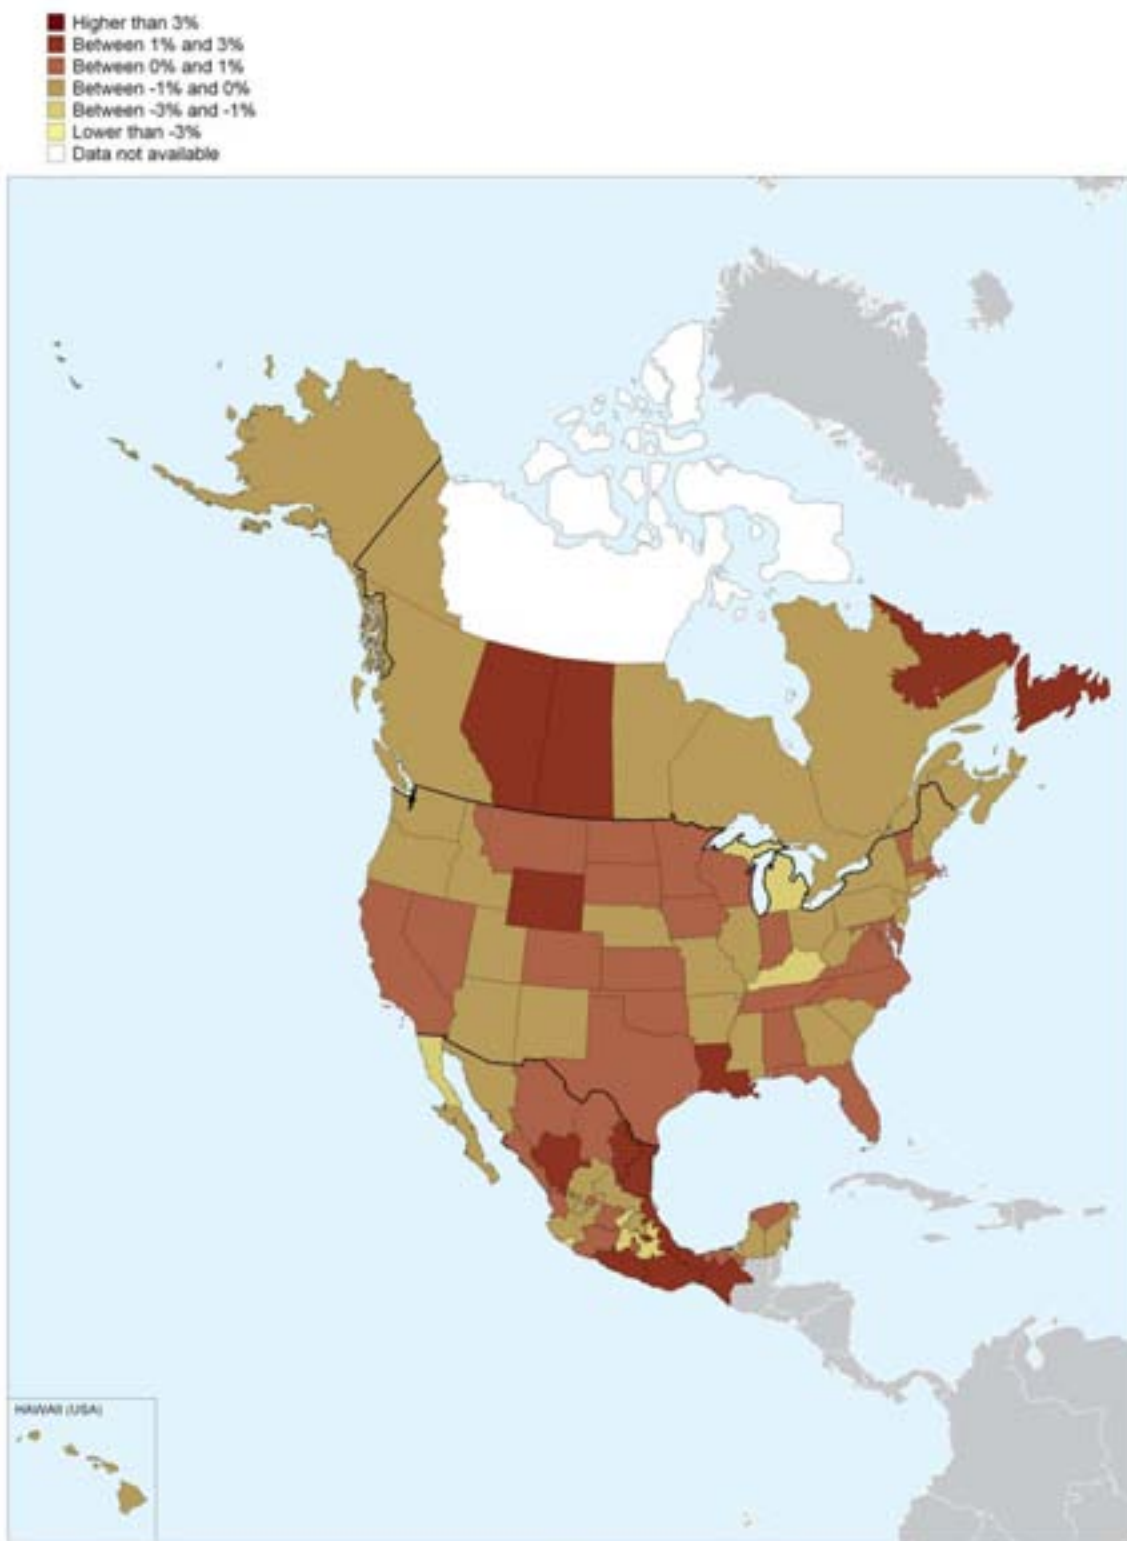 Higher than 3%
Between 1% and 3%
Between 0% and 1%
Between -1% and 0%
Between -3% and -1%
Lower than -3%
Data not available
HAWAII (USA)